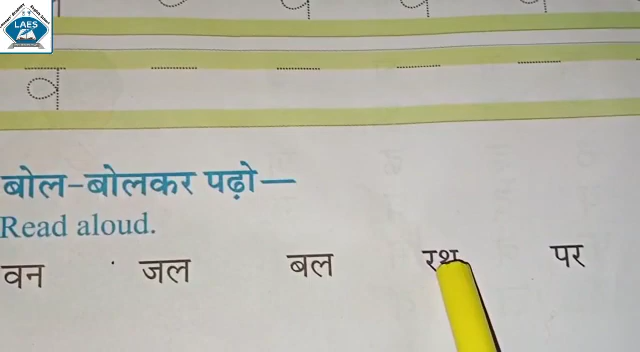 LAES
व
बोल-बोलकर पढ़ो—
Read aloud.
वन जल बल रथ पर